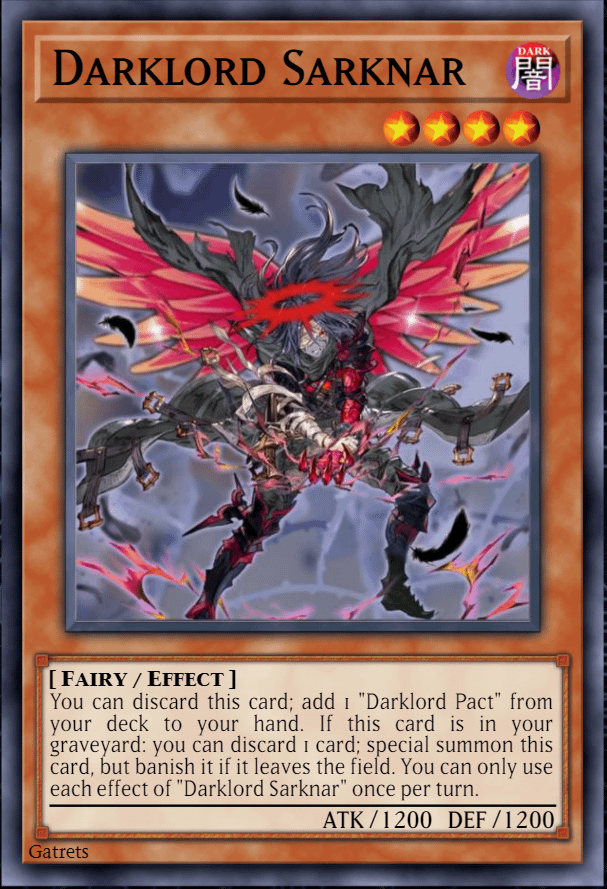 Darklord Sarknar
DARK
闇
[ Fairy / Effect ]
You can discard this card; add 1 "Darklord Pact" from
your deck to your hand. If this card is in your
graveyard: you can discard 1 card; special summon this
card, but banish it if it leaves the field. You can only use
each effect of "Darklord Sarknar" once per turn.
ATK / 1200 DEF / 1200
Gatrets